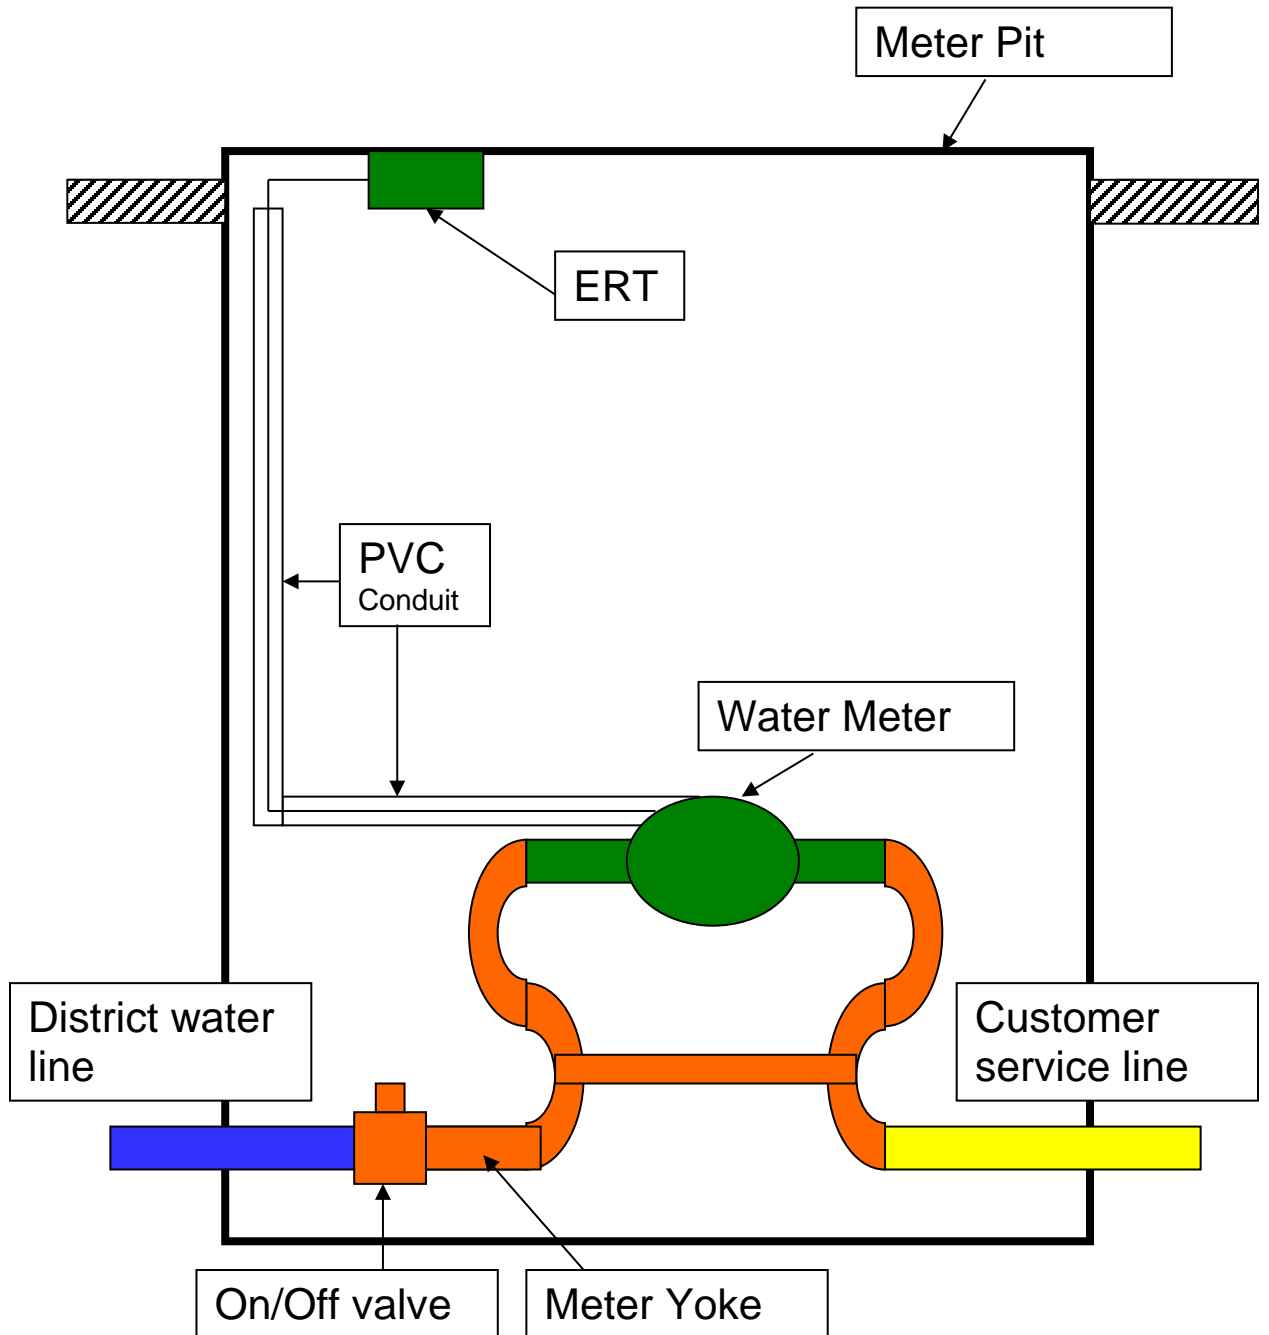 Meter Pit
ERT
PVC
Conduit
Water Meter
District water
line
Customer
service line
On/Off valve
Meter Yoke